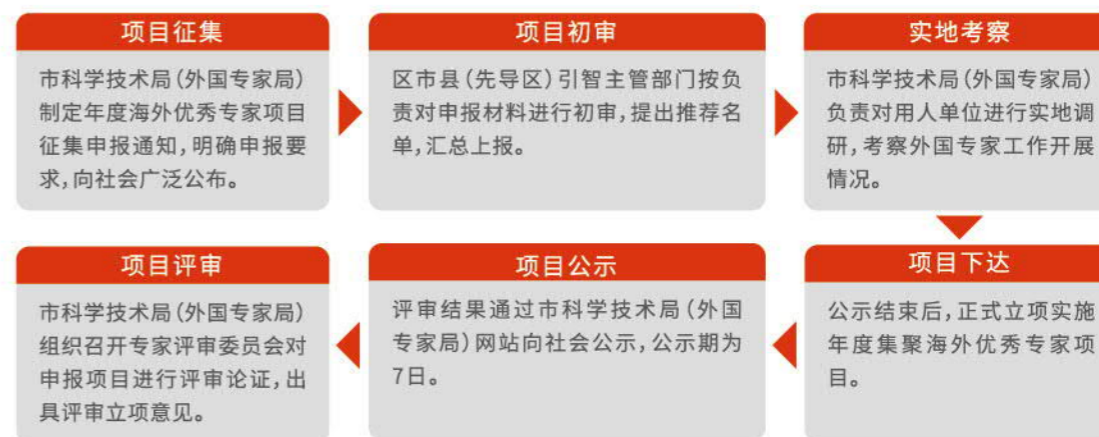 项目征集
市科学技术局(外国专家局)
制定年度海外优秀专家项目
征集申报通知,明确申报要
求,向社会广泛公布。
项目初审
区市县(先导区)引智主管部门按负
责对申报材料进行初审,提出推荐名
单,汇总上报。
实地考察
市科学技术局(外国专家局)
负责对用人单位进行实地调
研,考察外国专家工作开展
情况。
项目评审
市科学技术局(外国专家局)
组织召开专家评审委员会对
申报项目进行评审论证,出
具评审立项意见。
项目公示
评审结果通过市科学技术局(外国
专家局)网站向社会公示,公示期为
7日。
项目下达
公示结束后,正式立项实施
年度集聚海外优秀专家项
目。